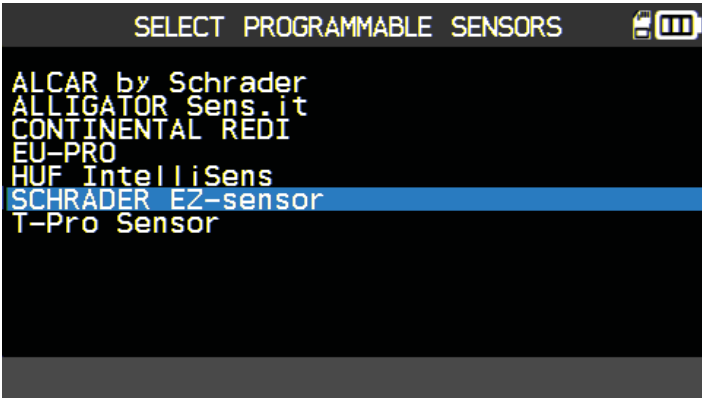 SELECT PROGRAMMABLE SENSORS
ALCAR by Schrader
ALLIGATOR Sens.it
CONTINENTAL REDI
EU-PRO
HUF IntelliSens
SCHRADER EZ-sensor
T-Pro Sensor